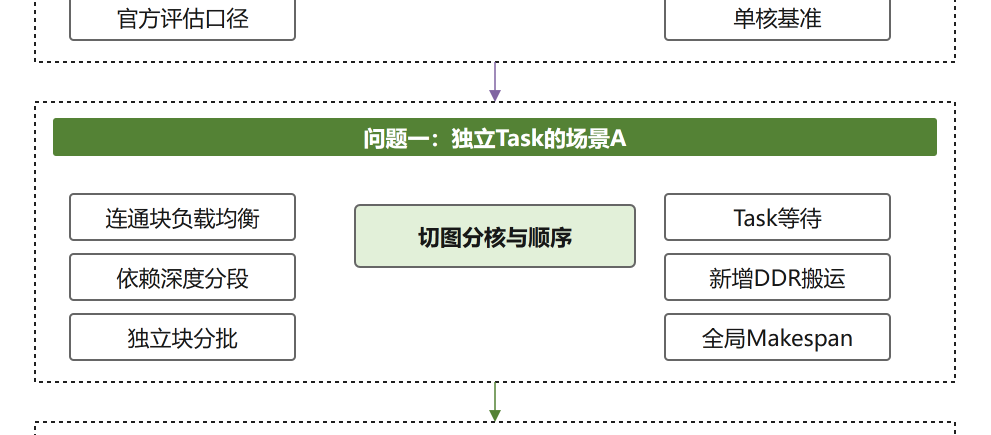 官方评估口径
单核基准
问题一：独立Task的场景A
连通块负载均衡
切图分核与顺序
Task等待
依赖深度分段
新增DDR搬运
独立块分批
全局Makespan